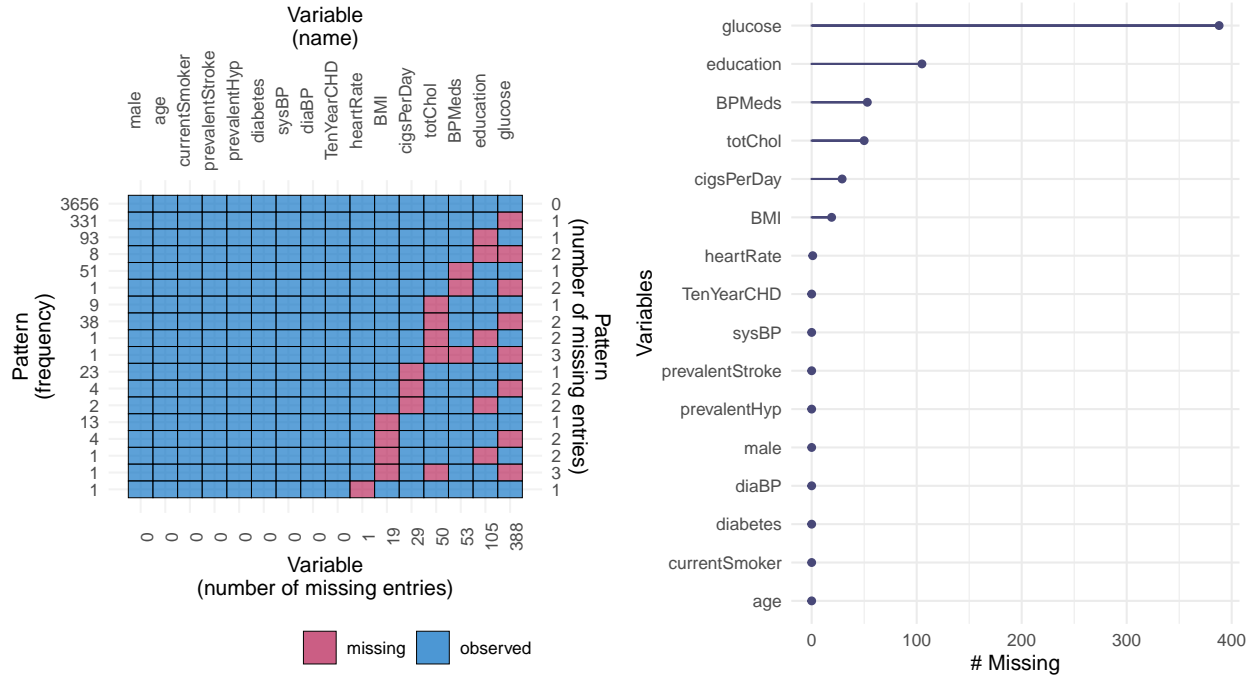 Variable
(name)
male
age
currentSmoker
prevalentStroke
prevalentHyp
diabetes
sysBP
diaBP
TenYearCHD
heartRate
BMI
cigsPerDay
totChol
BPMeds
education
glucose
Pattern
(frequency)
3656
331
93
8
51
1
9
38
1
1
23
4
2
13
4
1
1
1
0
1
1
2
1
2
1
2
2
3
1
2
2
1
2
2
3
1
Pattern
(number of missing entries)
0
0
0
0
0
0
0
0
0
1
19
29
50
53
105
388
Variable
(number of missing entries)
missing
observed
Variables
glucose
education
BPMeds
totChol
cigsPerDay
BMI
heartRate
TenYearCHD
sysBP
prevalentStroke
prevalentHyp
male
diaBP
diabetes
currentSmoker
age
0
100
200
300
400
# Missing